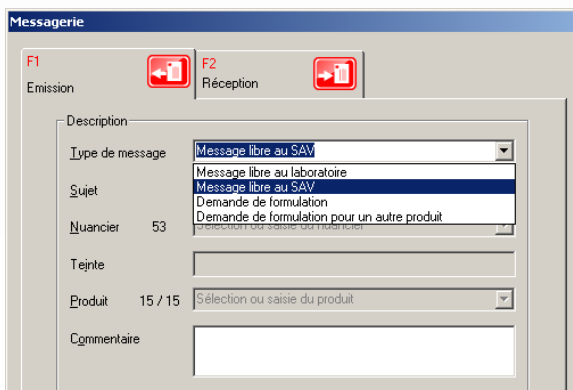 Messagerie
F1
Emission
F2
Réception
Description
Type de message
Message libre au SAV
Message libre au laboratoire
Message libre au SAV
Demande de formulation
Demande de formulation pour un autre produit
Sujet
Nuancier 53 Sélection ou saisie du nuancier
Tejnte
Produit 15 / 15 Sélection ou saisie du produit
Commentaire